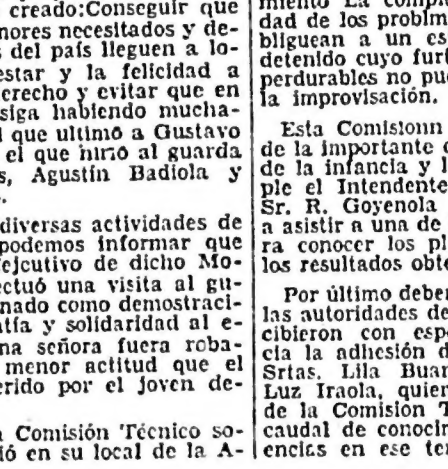 creado:Conseguir que
nores necesitados y de-
s del país lleguen a lo-
estar y la felicidad a
erecho y evitar que en
siga habiendo mucha-
l que ultimó a Gustavo
el que hirió al guarda
s, Agustín Badiola y
diversas actividades de
podemos informar que
ejecutivo de dicho Mo-
ectuó una visita al gu-
nado como demostraci-
atía y solidaridad al e-
na señora fuera roba-
menor actitud que el
erido por el joven de-
a Comisión Técnico so-
ió en su local de la A-
miento La compl
dad de los problm
bliguean a un es
detenido cuyo furt
perdurables no pu
la improvisación.
Esta Comisionn
de la importante
de la infancia y l
ple el Intendente
Sr. R. Goyenola
a asistir a una de
ra conocer los pl
los resultados obte
Por último deber
las autoridades de
cibieron con espe
cia la adhesión d
Srtas. Lila Buar
Luz Iraola, quier
de la Comisión T
caudal de conocir
encias en ese te